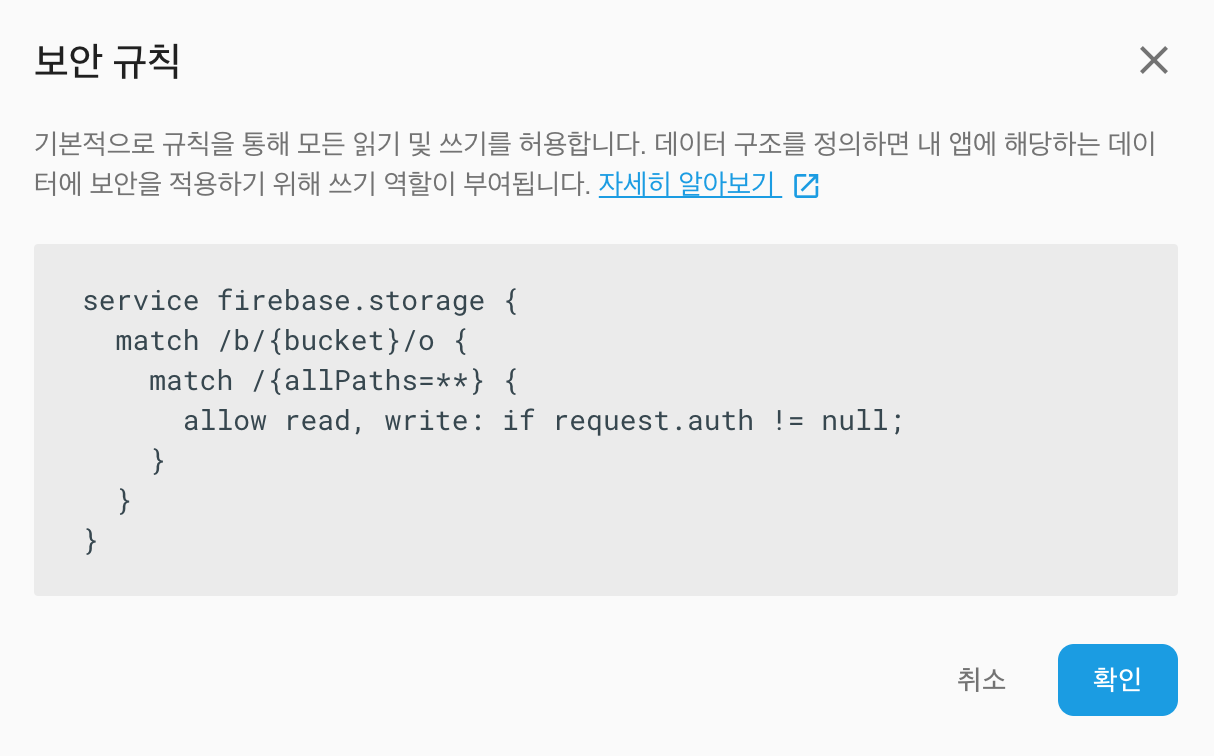 보안 규칙
기본적으로 규칙을 통해 모든 읽기 및 쓰기를 허용합니다. 데이터 구조를 정의하면 내 앱에 해당하는 데이
터에 보안을 적용하기 위해 쓰기 역할이 부여됩니다. 자세히 알아보기
service firebase.storage {
  match /b/{bucket}/o {
    match /{allPaths=**} {
      allow read, write: if request.auth != null;
    }
  }
}
취소 확인